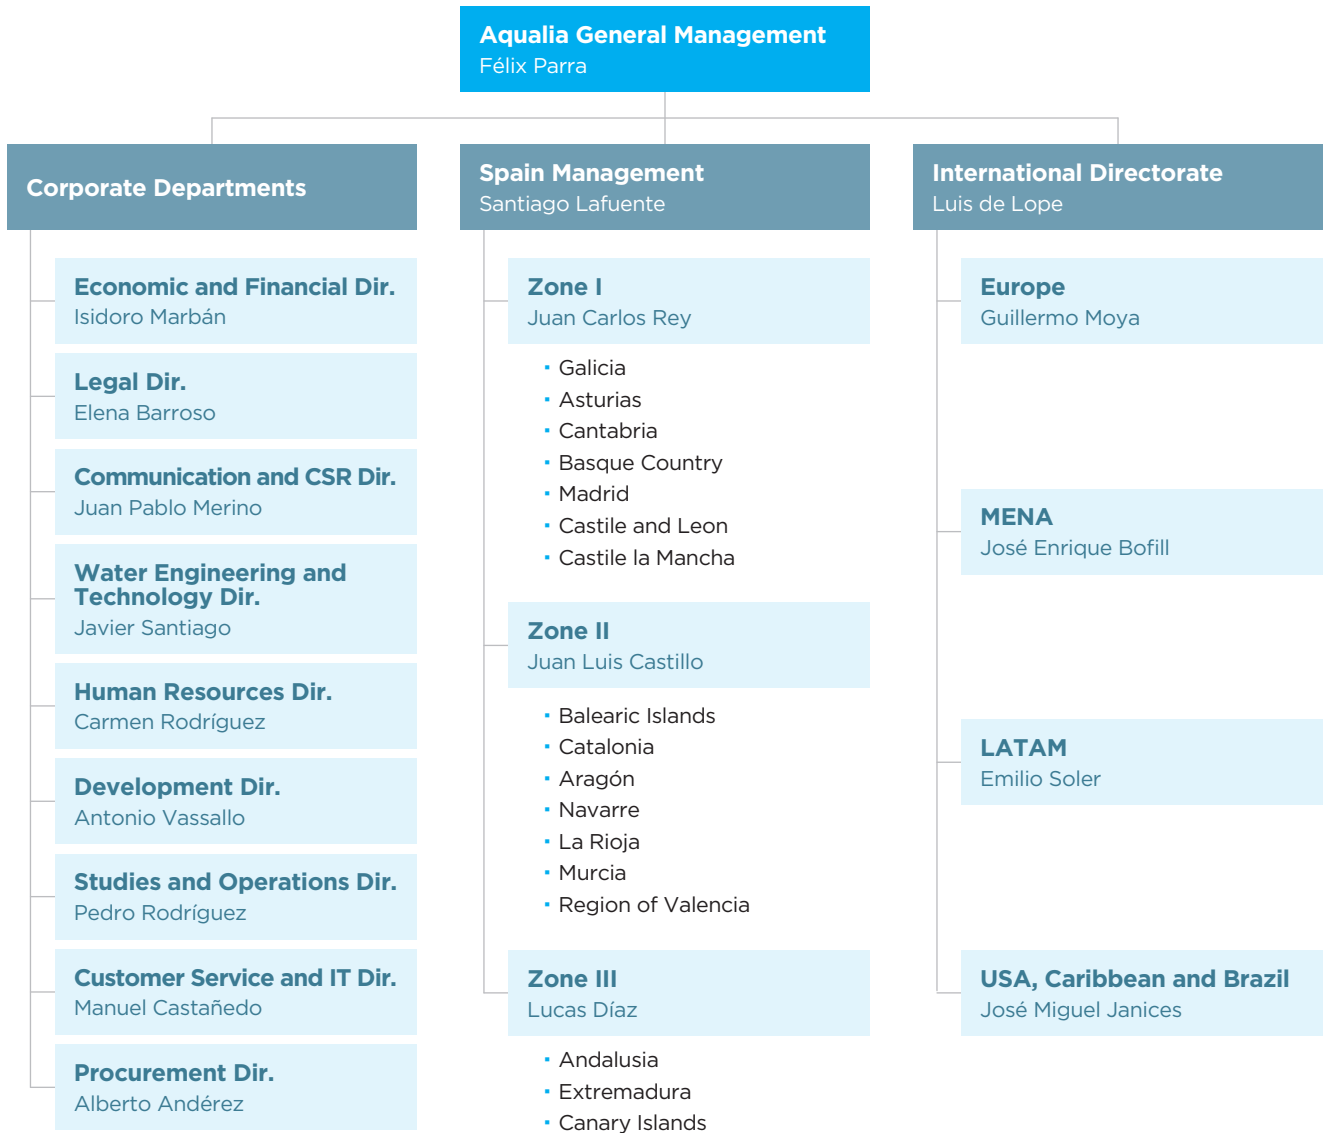 Aqualia General Management
Félix Parra
Corporate Departments
Economic and Financial Dir.
Isidoro Marbán
Legal Dir.
Elena Barroso
Communication and CSR Dir.
Juan Pablo Merino
Water Engineering and
Technology Dir.
Javier Santiago
Human Resources Dir.
Carmen Rodríguez
Development Dir.
Antonio Vassallo
Studies and Operations Dir.
Pedro Rodríguez
Customer Service and IT Dir.
Manuel Castañedo
Procurement Dir.
Alberto Andérez
Spain Management
Santiago Lafuente
Zone I
Juan Carlos Rey
▪ Galicia
▪ Asturias
▪ Cantabria
▪ Basque Country
▪ Madrid
▪ Castile and Leon
▪ Castile la Mancha
Zone II
Juan Luis Castillo
▪ Balearic Islands
▪ Catalonia
▪ Aragón
▪ Navarre
▪ La Rioja
▪ Murcia
▪ Region of Valencia
Zone III
Lucas Díaz
▪ Andalusia
▪ Extremadura
▪ Canary Islands
International Directorate
Luis de Lope
Europe
Guillermo Moya
MENA
José Enrique Bofill
LATAM
Emilio Soler
USA, Caribbean and Brazil
José Miguel Janices